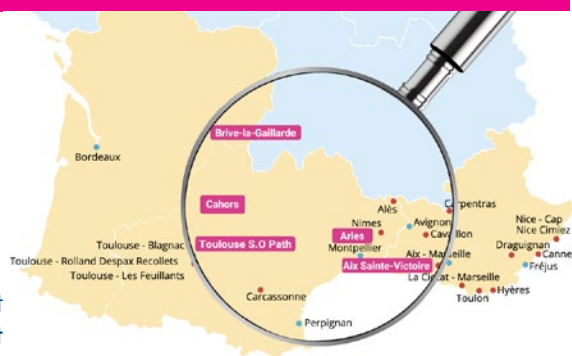 Brive-la-Gaillarde
Bordeaux
Cahors
Alès
Carpentras
Nimes
Avignon
Nice - Cap
Nice Cimiez
Toulouse - Blagnac
Toulouse S.O Path
Arles
Montpellier
Cavaillon
Draguignan
Toulouse - Rolland Despax Recollets
Aix Sainte-Victoire
Aix - Marseille
Canne
Toulouse - Les Feuillants
La Ciotat - Marseille
Fréjus
Carcassonne
Hyères
Toulon
Perpignan